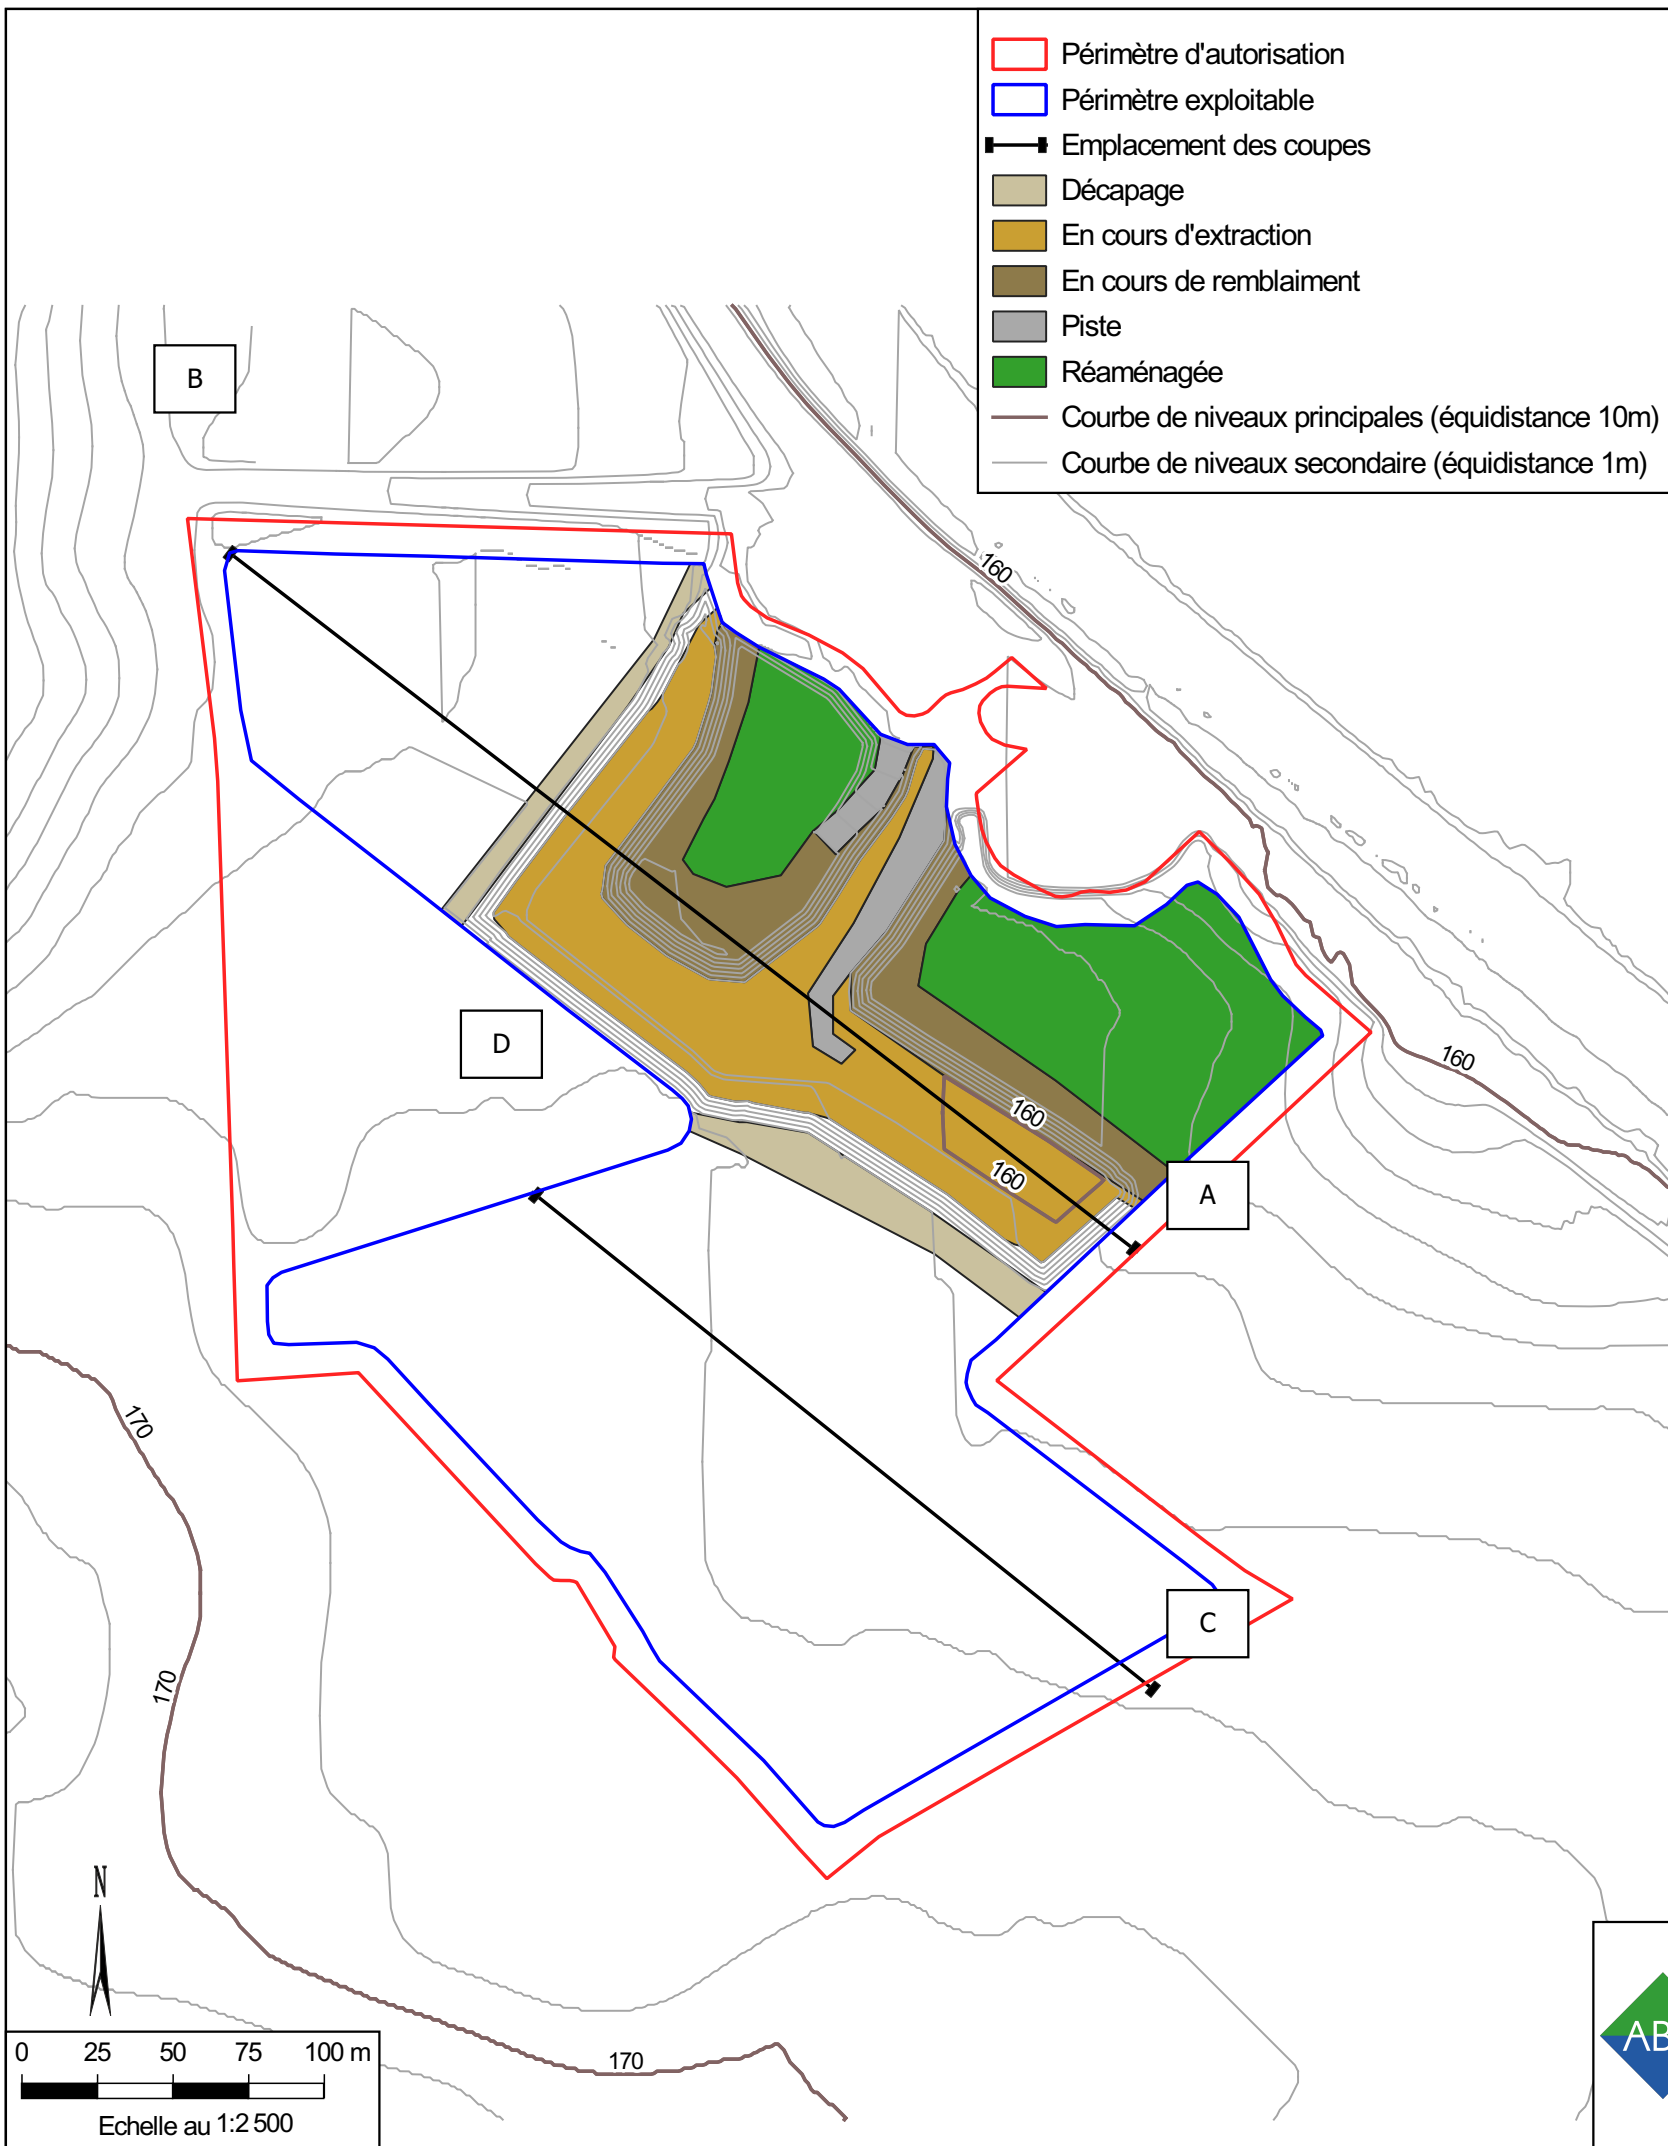 Périmètre d'autorisation
Périmètre exploitable
Emplacement des coupes
Décapage
En cours d'extraction
En cours de remblaiment
Piste
Réaménagée
Courbe de niveaux principales (équidistance 10m)
Courbe de niveaux secondaire (équidistance 1m)
B
160
D
160
160
160
A
170
C
170
N
AB
0 25 50 75 100 m
170
Echelle au 1:2 500